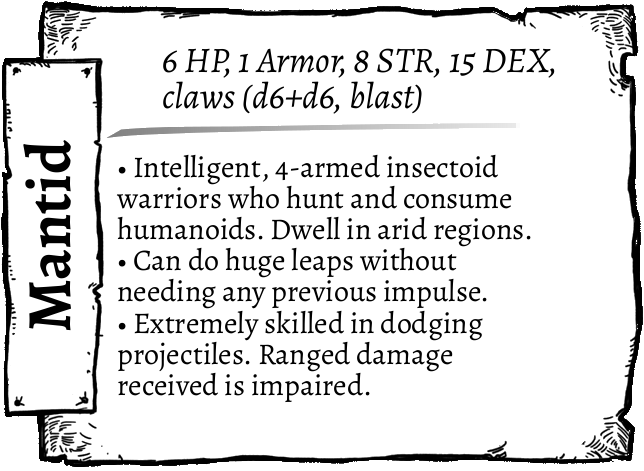 Mantid
6 HP, 1 Armor, 8 STR, 15 DEX,
claws (d6+d6, blast)
• Intelligent, 4-armed insectoid
warriors who hunt and consume
humanoids. Dwell in arid regions.
• Can do huge leaps without
needing any previous impulse.
• Extremely skilled in dodging
projectiles. Ranged damage
received is impaired.